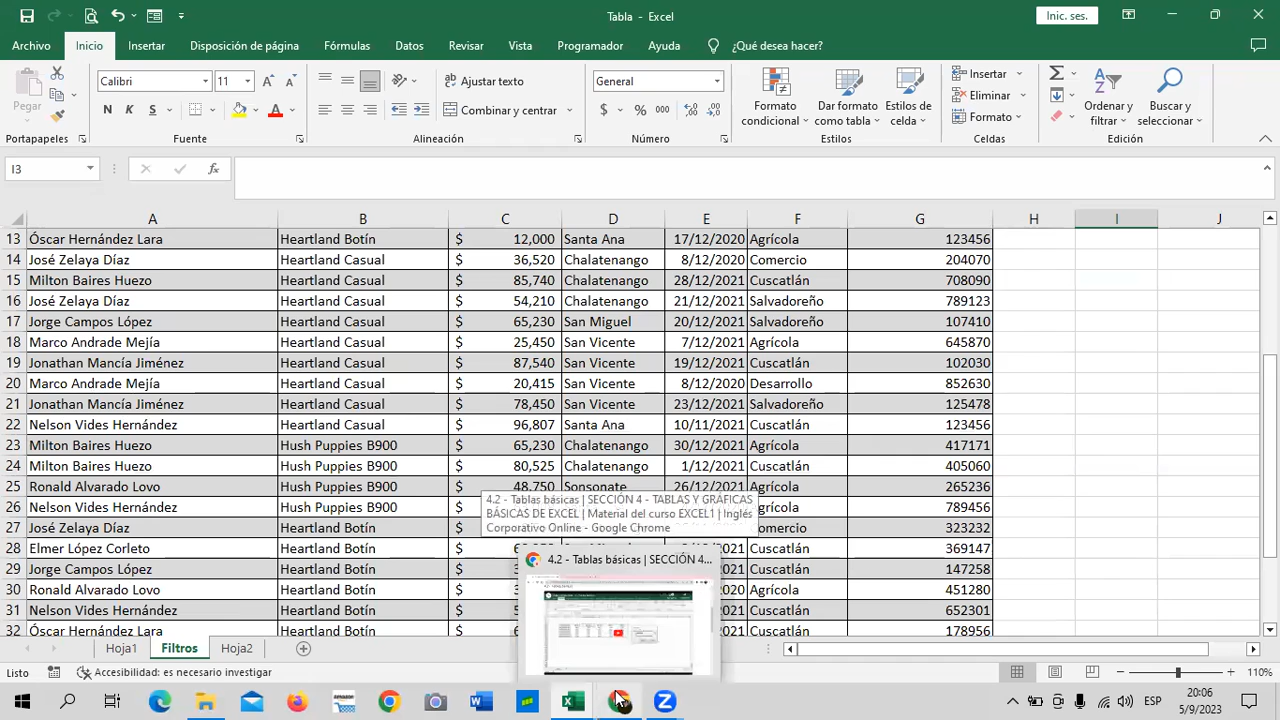 Tabla - Excel
Inic. ses.
Archivo Inicio Insertar Disposición de página Fórmulas Datos Revisar Vista Programador Ayuda ¿Qué desea hacer?
Pegar
Calibri 11
Ajustar texto
General
Formato condicional
Dar formato como tabla
Estilos de celda
Insertar
Ordenar y filtrar
Buscar y seleccionar
N K S
Combinar y centrar
$ % 000
Eliminar
Formato
Portapapeles Fuente Alineación Número Estilos Celdas Edición
I3
fx
A B C D E F G H I J
13 Óscar Hernández Lara Heartland Botín $ 12,000 Santa Ana 17/12/2020 Agrícola 123456
14 José Zelaya Díaz Heartland Casual $ 36,520 Chalatenango 8/12/2020 Comercio 204070
15 Milton Baires Huezo Heartland Casual $ 85,740 Chalatenango 28/12/2021 Cuscatlán 708090
16 José Zelaya Díaz Heartland Casual $ 54,210 Chalatenango 21/12/2021 Salvadoreño 789123
17 Jorge Campos López Heartland Casual $ 65,230 San Miguel 20/12/2021 Salvadoreño 107410
18 Marco Andrade Mejía Heartland Casual $ 25,450 San Vicente 7/12/2021 Agrícola 645870
19 Jonathan Mancía Jiménez Heartland Casual $ 87,540 San Vicente 19/12/2021 Cuscatlán 102030
20 Marco Andrade Mejía Heartland Casual $ 20,415 San Vicente 8/12/2020 Desarrollo 852630
21 Jonathan Mancía Jiménez Heartland Casual $ 78,450 San Vicente 23/12/2021 Salvadoreño 125478
22 Nelson Vides Hernández Heartland Casual $ 96,807 Santa Ana 10/11/2021 Cuscatlán 123456
23 Milton Baires Huezo Hush Puppies B900 $ 65,230 Chalatenango 30/12/2021 Agrícola 417171
24 Milton Baires Huezo Hush Puppies B900 $ 80,525 Chalatenango 1/12/2021 Cuscatlán 405060
25 Ronald Alvarado Lovo Hush Puppies B900 $ 48,750 Sonsonate 26/12/2021 Agrícola 265236
26 Nelson Vides Hernández Hush Puppies B900 $ Agrícola 789456
27 José Zelaya Díaz Heartland Botín $ Comercio 323232
28 Elmer López Corleto Heartland Botín $ Cuscatlán 369147
29 Jorge Campos López Heartland Botín $ Cuscatlán 147258
30 Ronald Alvarado Lovo Heartland Botín $ Agrícola 451280
31 Nelson Vides Hernández Heartland Botín $ Cuscatlán 652301
32 Óscar Hernández Lara Heartland Botín $ Cuscatlán 178956
4.2 - Tablas básicas | SECCIÓN 4 - TABLAS Y GRÁFICAS
BÁSICAS DE EXCEL | Material del curso EXCEL1 | Inglés
Corporativo Online - Google Chrome
4.2 - Tablas básicas | SECCIÓN 4...
Hoja1 Filtros Hoja2
Listo Accesibilidad: es necesario investigar 110%
ESP
20:06
5/9/2023